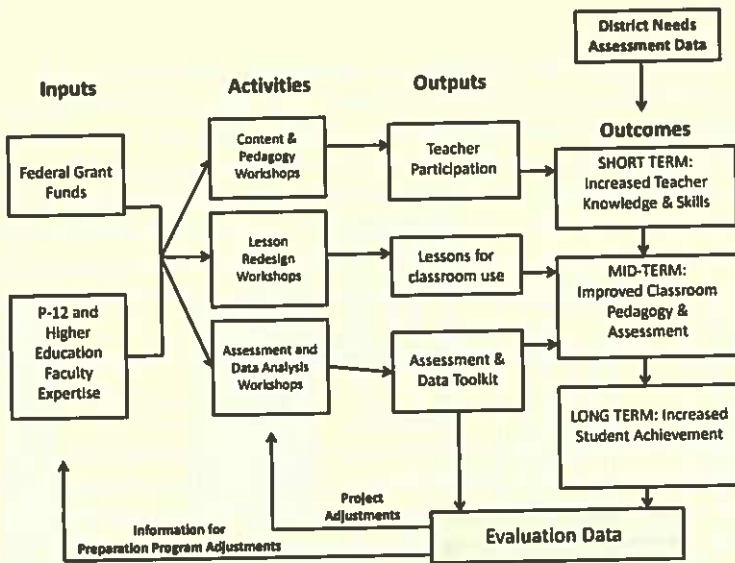 District Needs
Assessment Data
Inputs
Activities
Outputs
Outcomes
Federal Grant
Funds
P-12 and
Higher
Education
Faculty
Expertise
Content &
Pedagogy
Workshops
Lesson
Redesign
Workshops
Assessment and
Data Analysis
Workshops
Teacher
Participation
Lessons for
classroom use
Assessment &
Data Toolkit
SHORT TERM:
Increased Teacher
Knowledge & Skills
MID-TERM:
Improved Classroom
Pedagogy &
Assessment
LONG TERM: Increased
Student Achievement
Project
Adjustments
Information for
Preparation Program Adjustments
Evaluation Data